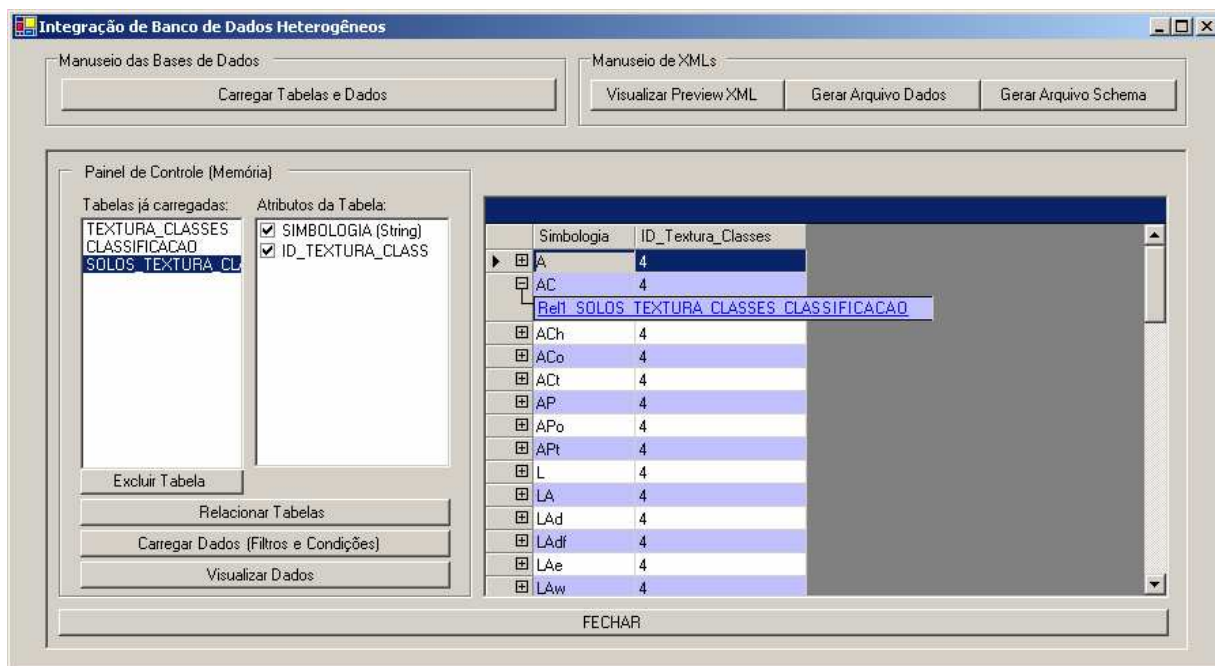 Integração de Banco de Dados Heterogêneos
Manuseio das Bases de Dados
Carregar Tabelas e Dados
Manuseio de XMLs
Visualizar Preview XML
Gerar Arquivo Dados
Gerar Arquivo Schema
Painel de Controle (Memória)
Tabelas já carregadas:
TEXTURA_CLASSES
CLASSIFICACAO
SOLOS_TEXTURA_CL
Atributos da Tabela:
SIMBOLOGIA (String)
ID_TEXTURA_CLASS
Excluir Tabela
Relacionar Tabelas
Carregar Dados (Filtros e Condições)
Visualizar Dados
Simbologia ID_Textura_Classes
A 4
AC 4
Rel1_SOLOS_TEXTURA_CLASSES_CLASSIFICACAO
ACh 4
ACo 4
ACt 4
AP 4
APo 4
APt 4
L 4
LA 4
LAd 4
LAdf 4
LAe 4
LAw 4
FECHAR